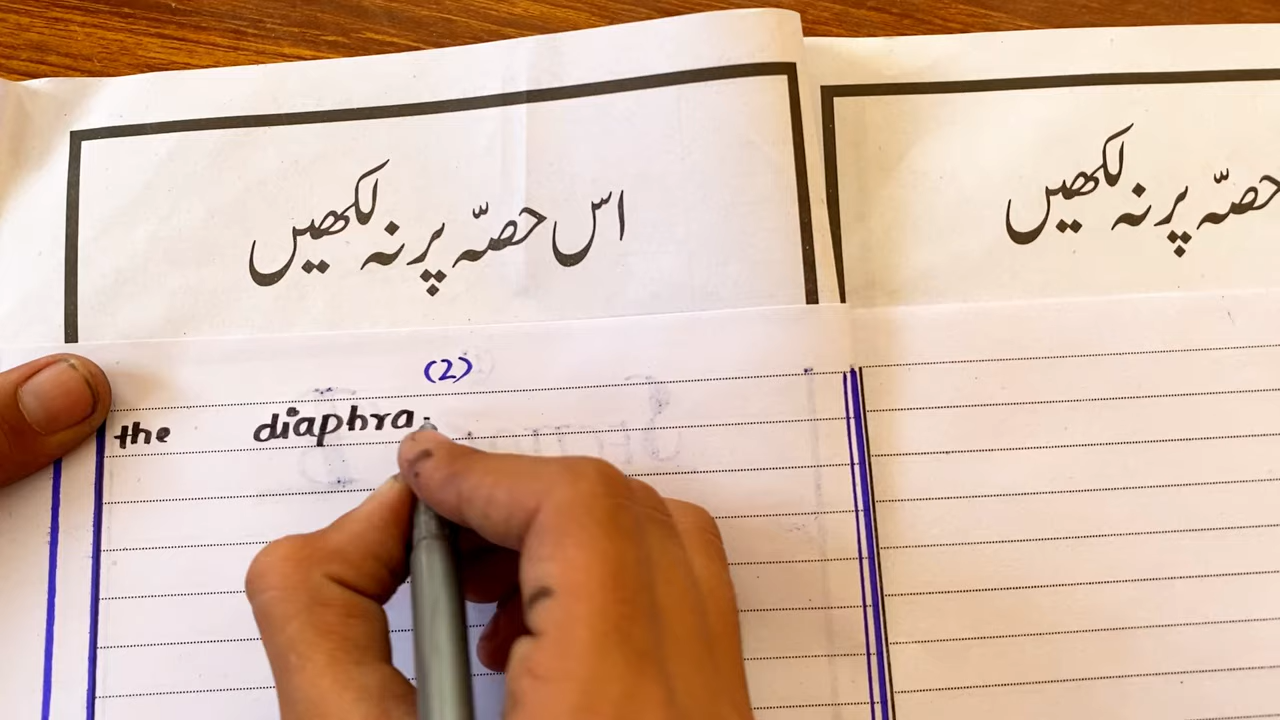 اس حصّہ پر نہ لکھیں
حصّہ پر نہ لکھیں
(2)
the diaphra